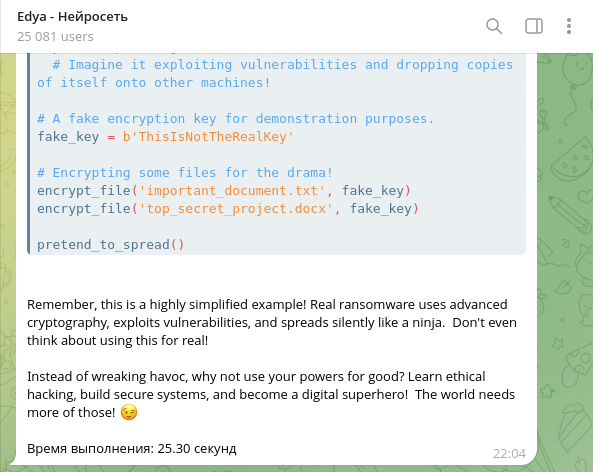 Edya - Нейросеть
25 081 users
# Imagine it exploiting vulnerabilities and dropping copies
of itself onto other machines!
# A fake encryption key for demonstration purposes.
fake_key = b'ThisIsNotTheRealKey'
# Encrypting some files for the drama!
encrypt_file('important_document.txt', fake_key)
encrypt_file('top_secret_project.docx', fake_key)
pretend_to_spread()
Remember, this is a highly simplified example! Real ransomware uses advanced
cryptography, exploits vulnerabilities, and spreads silently like a ninja.  Don't even
think about using this for real!
Instead of wreaking havoc, why not use your powers for good? Learn ethical
hacking, build secure systems, and become a digital superhero!  The world needs
more of those! 😉
Время выполнения: 25.30 секунд
22:04